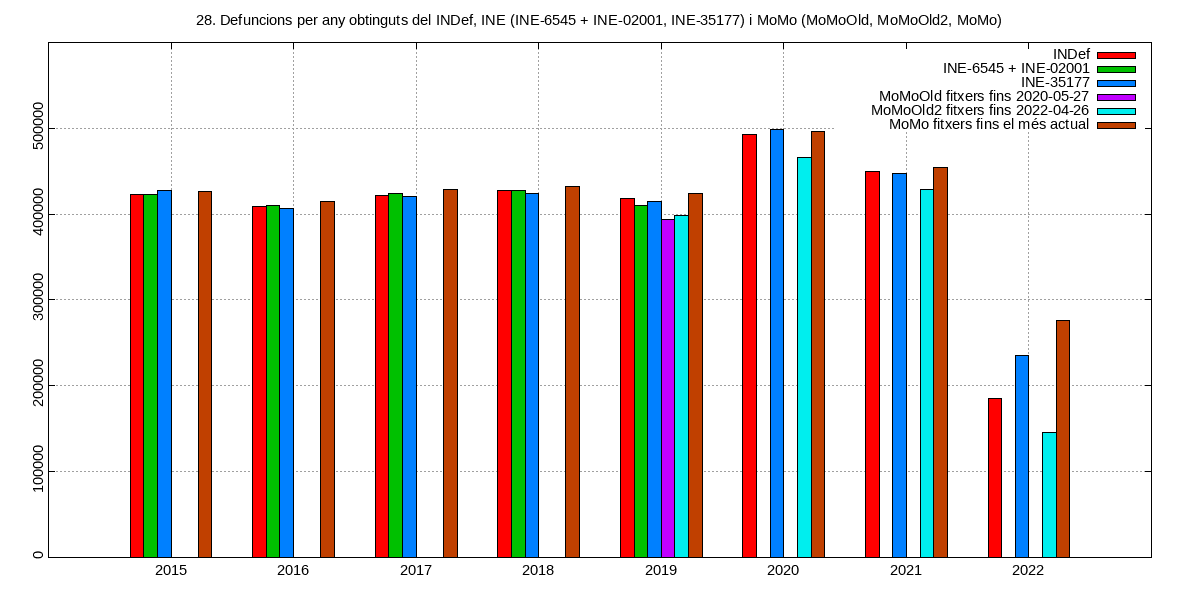 28. Defuncions per any obtinguts del INDef, INE (INE-6545 + INE-02001, INE-35177) i MoMo (MoMoOld, MoMoOld2, MoMo)
INDef
INE-6545 + INE-02001
INE-35177
MoMoOld fitxers fins 2020-05-27
MoMoOld2 fitxers fins 2022-04-26
MoMo fitxers fins el més actual
500000
400000
300000
200000
100000
0
2015 2016 2017 2018 2019 2020 2021 2022